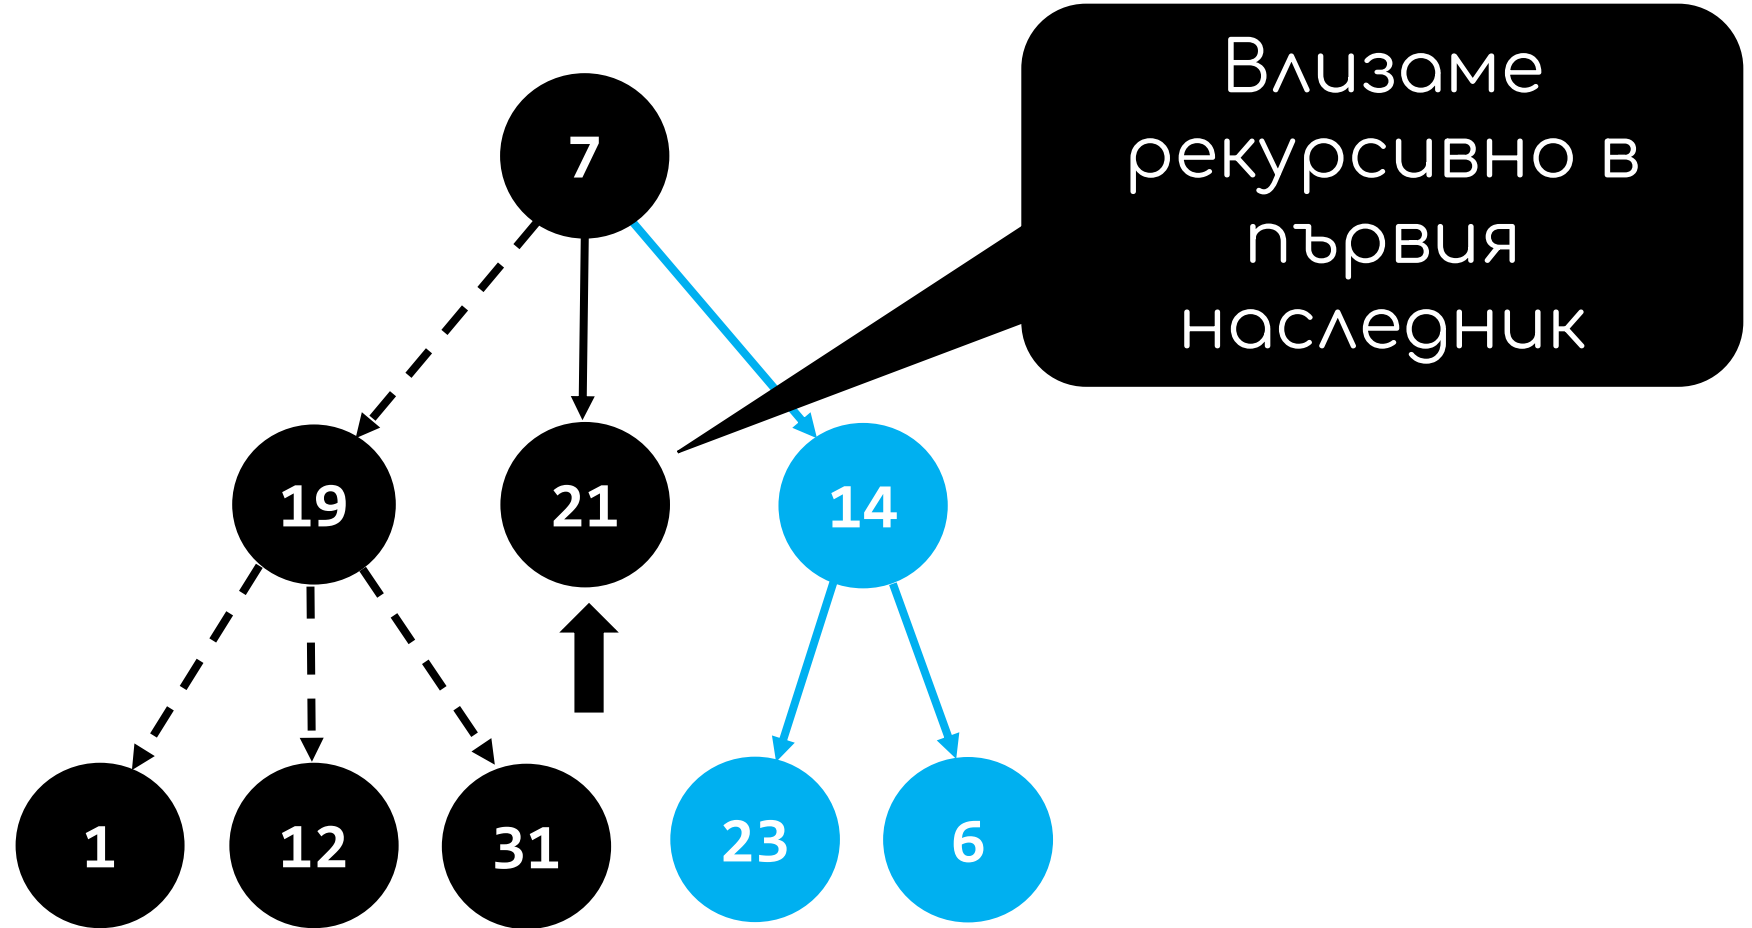 Влизаме
рекурсивно в
първия
наследник
7
19
21
14
1
12
31
23
6